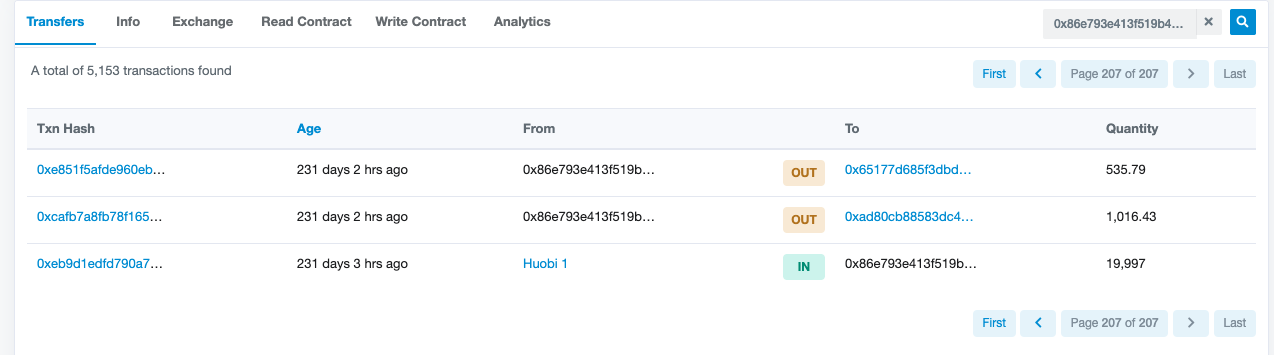 Transfers Info Exchange Read Contract Write Contract Analytics 0x86e793e413f519b4... ×
A total of 5,153 transactions found First Page 207 of 207 Last
Txn Hash Age From To Quantity
0xe851f5afde960eb... 231 days 2 hrs ago 0x86e793e413f519b... OUT 0x65177d685f3dbd... 535.79
0xcafb7a8fb78f165... 231 days 2 hrs ago 0x86e793e413f519b... OUT 0xad80cb88583dc4... 1,016.43
0xeb9d1edfd790a7... 231 days 3 hrs ago Huobi 1 IN 0x86e793e413f519b... 19,997
First Page 207 of 207 Last